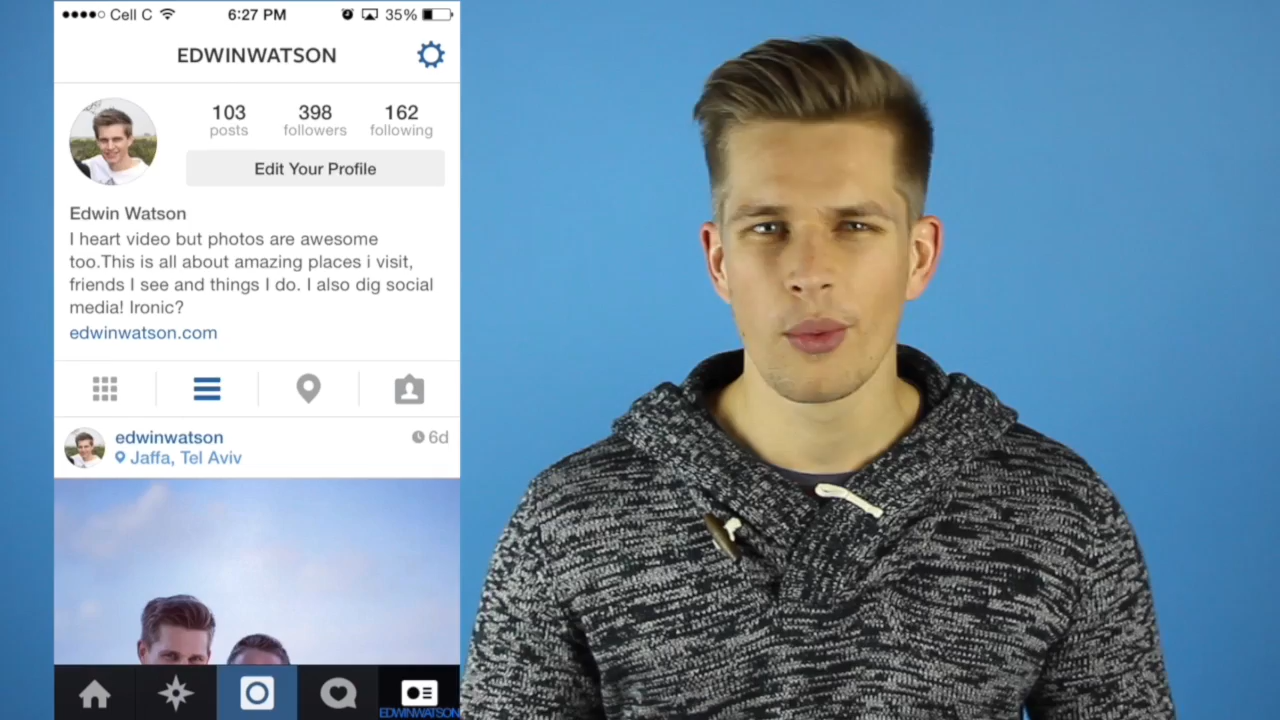 Cell C 6:27 PM 35%
EDWINWATSON
103 398 162
posts followers following
Edit Your Profile
Edwin Watson
I heart video but photos are awesome
too.This is all about amazing places i visit,
friends I see and things I do. I also dig social
media! Ironic?
edwinwatson.com
edwinwatson 6d
Jaffa, Tel Aviv
EDWINWATSON